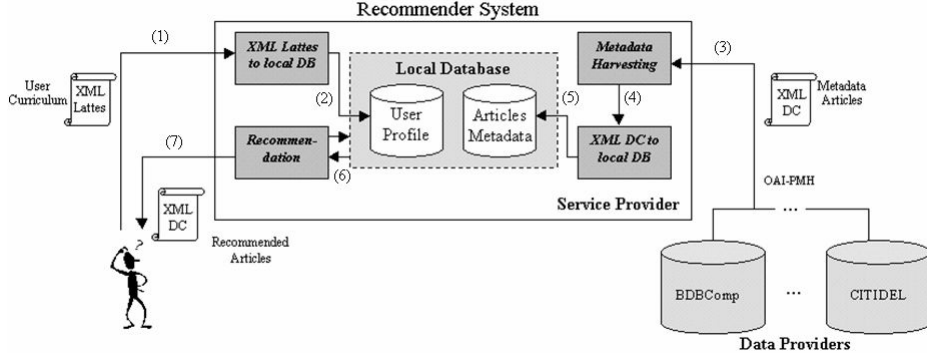 Recommender System
(1)
XML Lattes
to local DB
Metadata
Harvesting
(3)
User
Curriculum
XML
Lattes
Local Database
(2)
(5)
(4)
Metadata
Articles
XML
DC
User
Profile
Articles
Metadata
(7)
Recommen-
dation
XML DC to
local DB
(6)
OAI-PMH
Service Provider
XML
DC
...
?
Recommended
Articles
BDBComp
...
CITIDEL
Data Providers